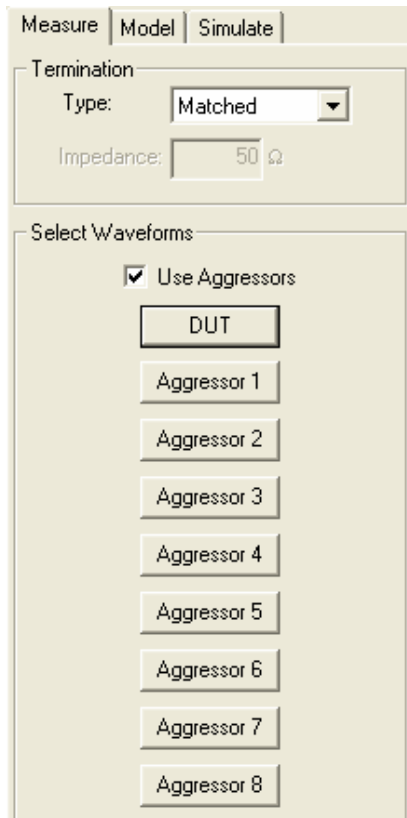 Measure Model Simulate
Termination
Type: Matched
Impedance: 50 Ω
Select Waveforms
Use Aggressors
DUT
Aggressor 1
Aggressor 2
Aggressor 3
Aggressor 4
Aggressor 5
Aggressor 6
Aggressor 7
Aggressor 8